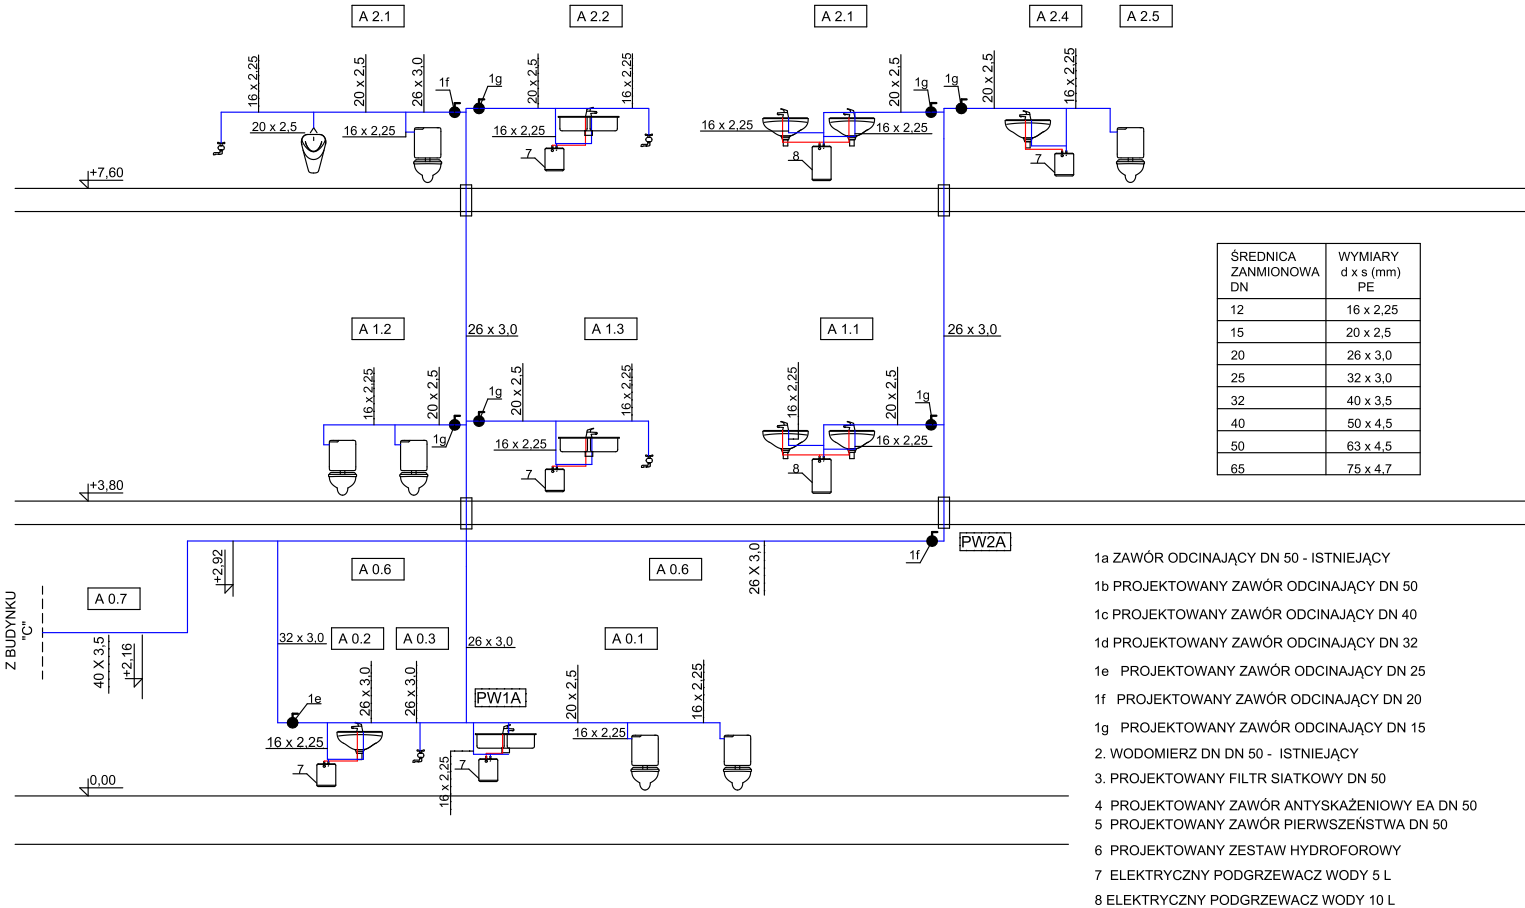 A 2.1
A 2.2
A 2.1
A 2.4
A 2.5
16 x 2,25
20 x 2,5
26 x 3,0
1f
1g
20 x 2,5
16 x 2,25
20 x 2,5
1g
1g
20 x 2,5
16 x 2,25
20 x 2,5
16 x 2,25
16 x 2,25
16 x 2,25
16 x 2,25
7
8
7
+7,60
A 1.2
26 x 3,0
A 1.3
A 1.1
26 x 3,0
16 x 2,25
20 x 2,5
1g
1g
20 x 2,5
16 x 2,25
16 x 2,25
20 x 2,5
1g
16 x 2,25
16 x 2,25
7
8
+3,80
ŚREDNICA WYMIARY
ZANMIONOWA d x s (mm)
DN PE
12 16 x 2,25
15 20 x 2,5
20 26 x 3,0
25 32 x 3,0
32 40 x 3,5
40 50 x 4,5
50 63 x 4,5
65 75 x 4,7
1f
PW2A
+2,92
A 0.6
A 0.6
26 X 3,0
A 0.7
Z BUDYNKU
"C"
40 X 3,5
+2,16
32 x 3,0
A 0.2
A 0.3
26 x 3,0
A 0.1
1e
26 x 3,0
26 x 3,0
PW1A
20 x 2,5
16 x 2,25
16 x 2,25
16 x 2,25
16 x 2,25
7
7
0,00
1a ZAWÓR ODCINAJĄCY DN 50 - ISTNIEJĄCY
1b PROJEKTOWANY ZAWÓR ODCINAJĄCY DN 50
1c PROJEKTOWANY ZAWÓR ODCINAJĄCY DN 40
1d PROJEKTOWANY ZAWÓR ODCINAJĄCY DN 32
1e PROJEKTOWANY ZAWÓR ODCINAJĄCY DN 25
1f PROJEKTOWANY ZAWÓR ODCINAJĄCY DN 20
1g PROJEKTOWANY ZAWÓR ODCINAJĄCY DN 15
2. WODOMIERZ DN DN 50 - ISTNIEJĄCY
3. PROJEKTOWANY FILTR SIATKOWY DN 50
4 PROJEKTOWANY ZAWÓR ANTYSKAŻENIOWY EA DN 50
5 PROJEKTOWANY ZAWÓR PIERWSZEŃSTWA DN 50
6 PROJEKTOWANY ZESTAW HYDROFOROWY
7 ELEKTRYCZNY PODGRZEWACZ WODY 5 L
8 ELEKTRYCZNY PODGRZEWACZ WODY 10 L